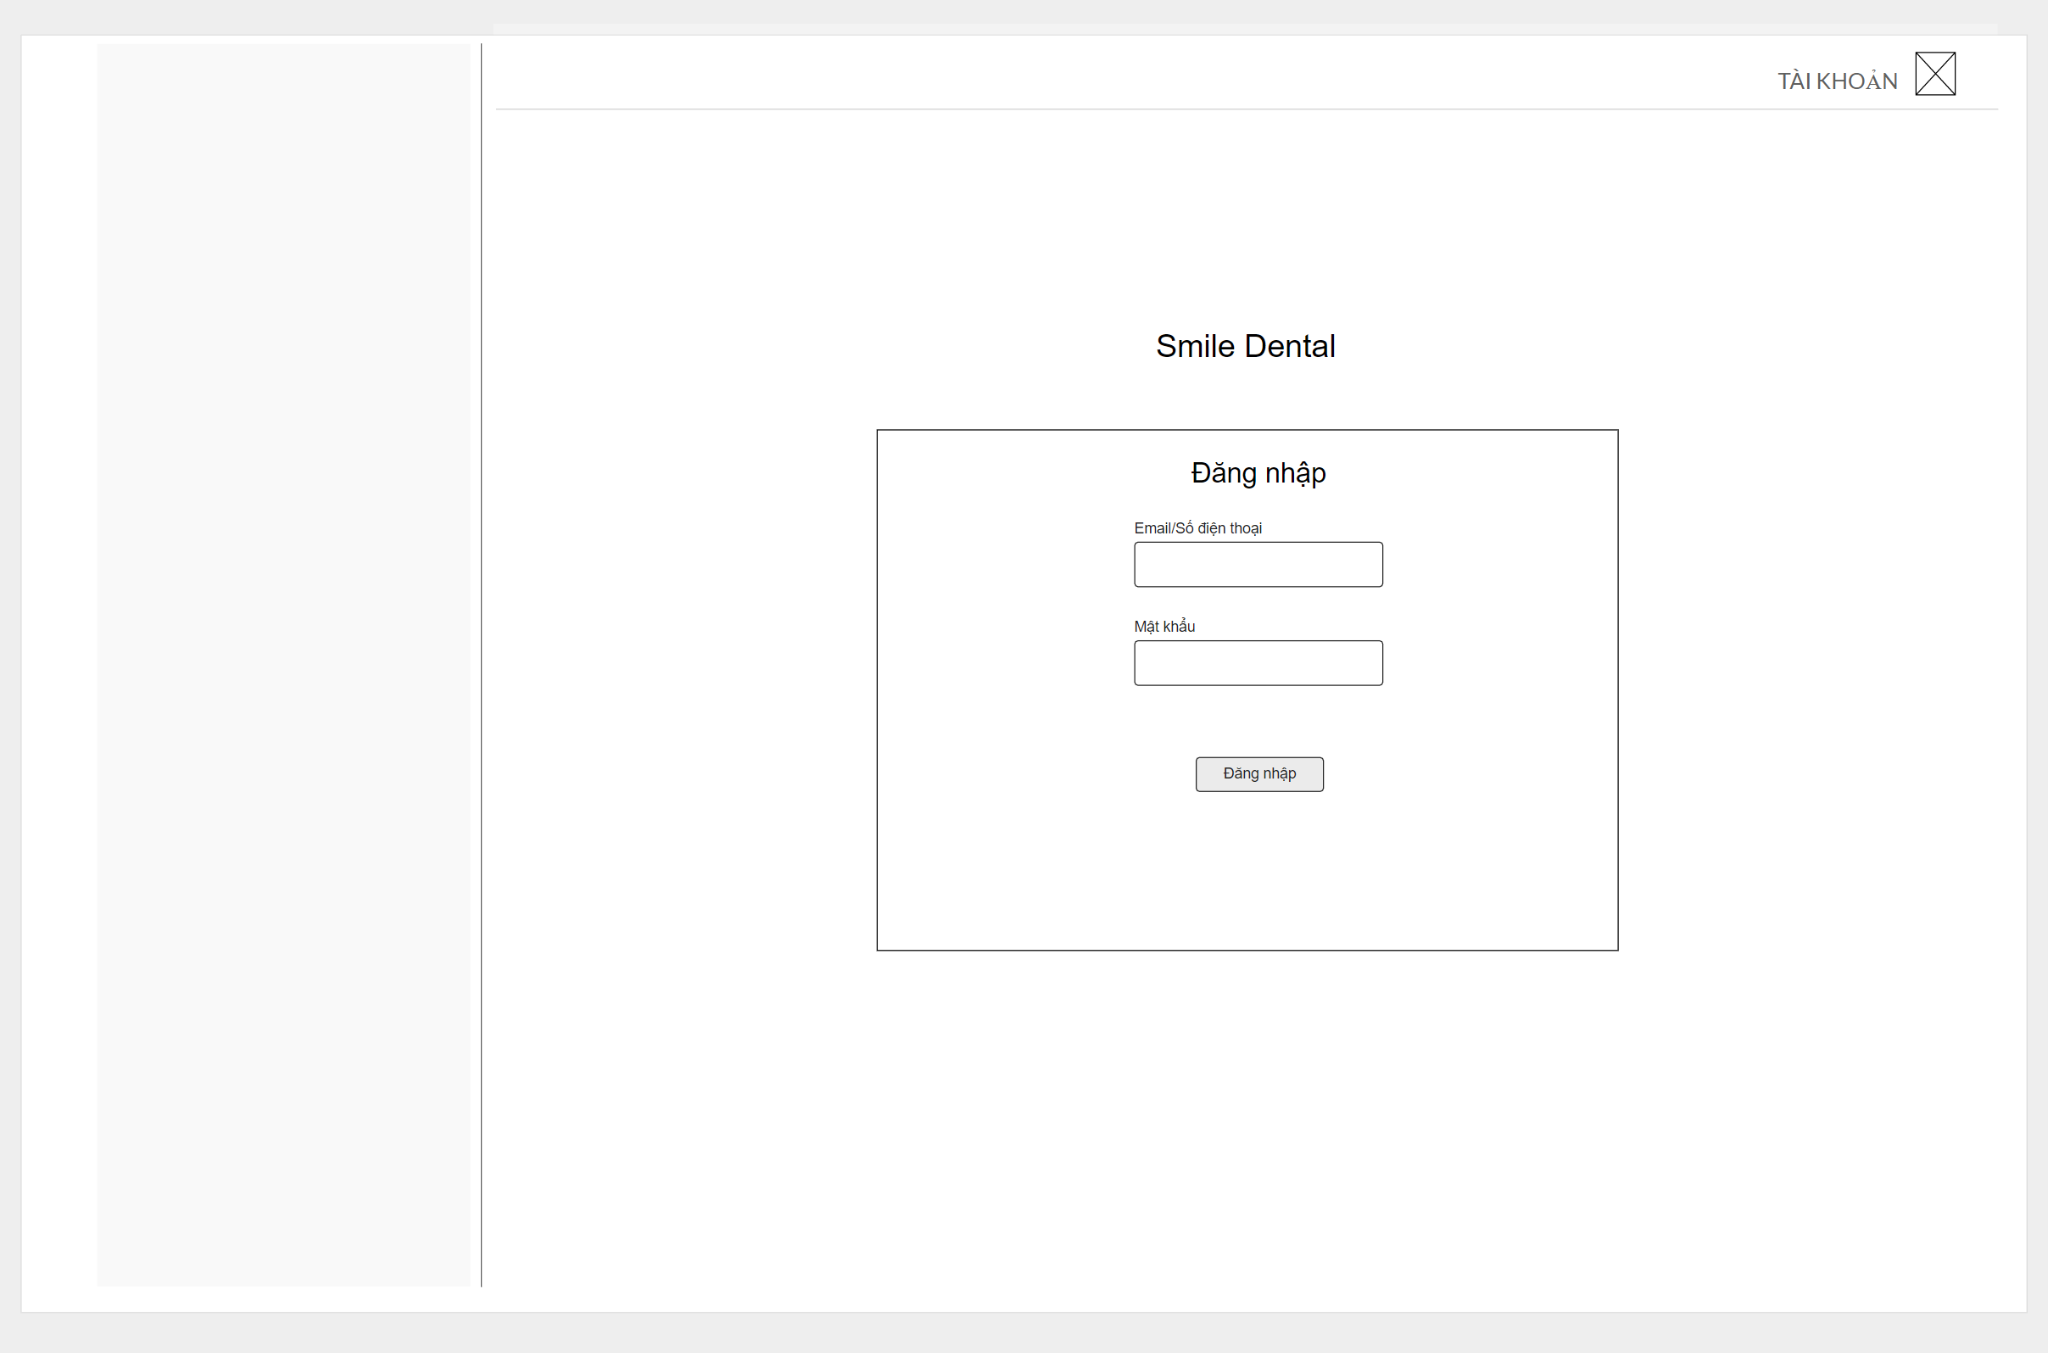 TÀI KHOẢN
Smile Dental
Đăng nhập
Email/Số điện thoại
Mật khẩu
Đăng nhập